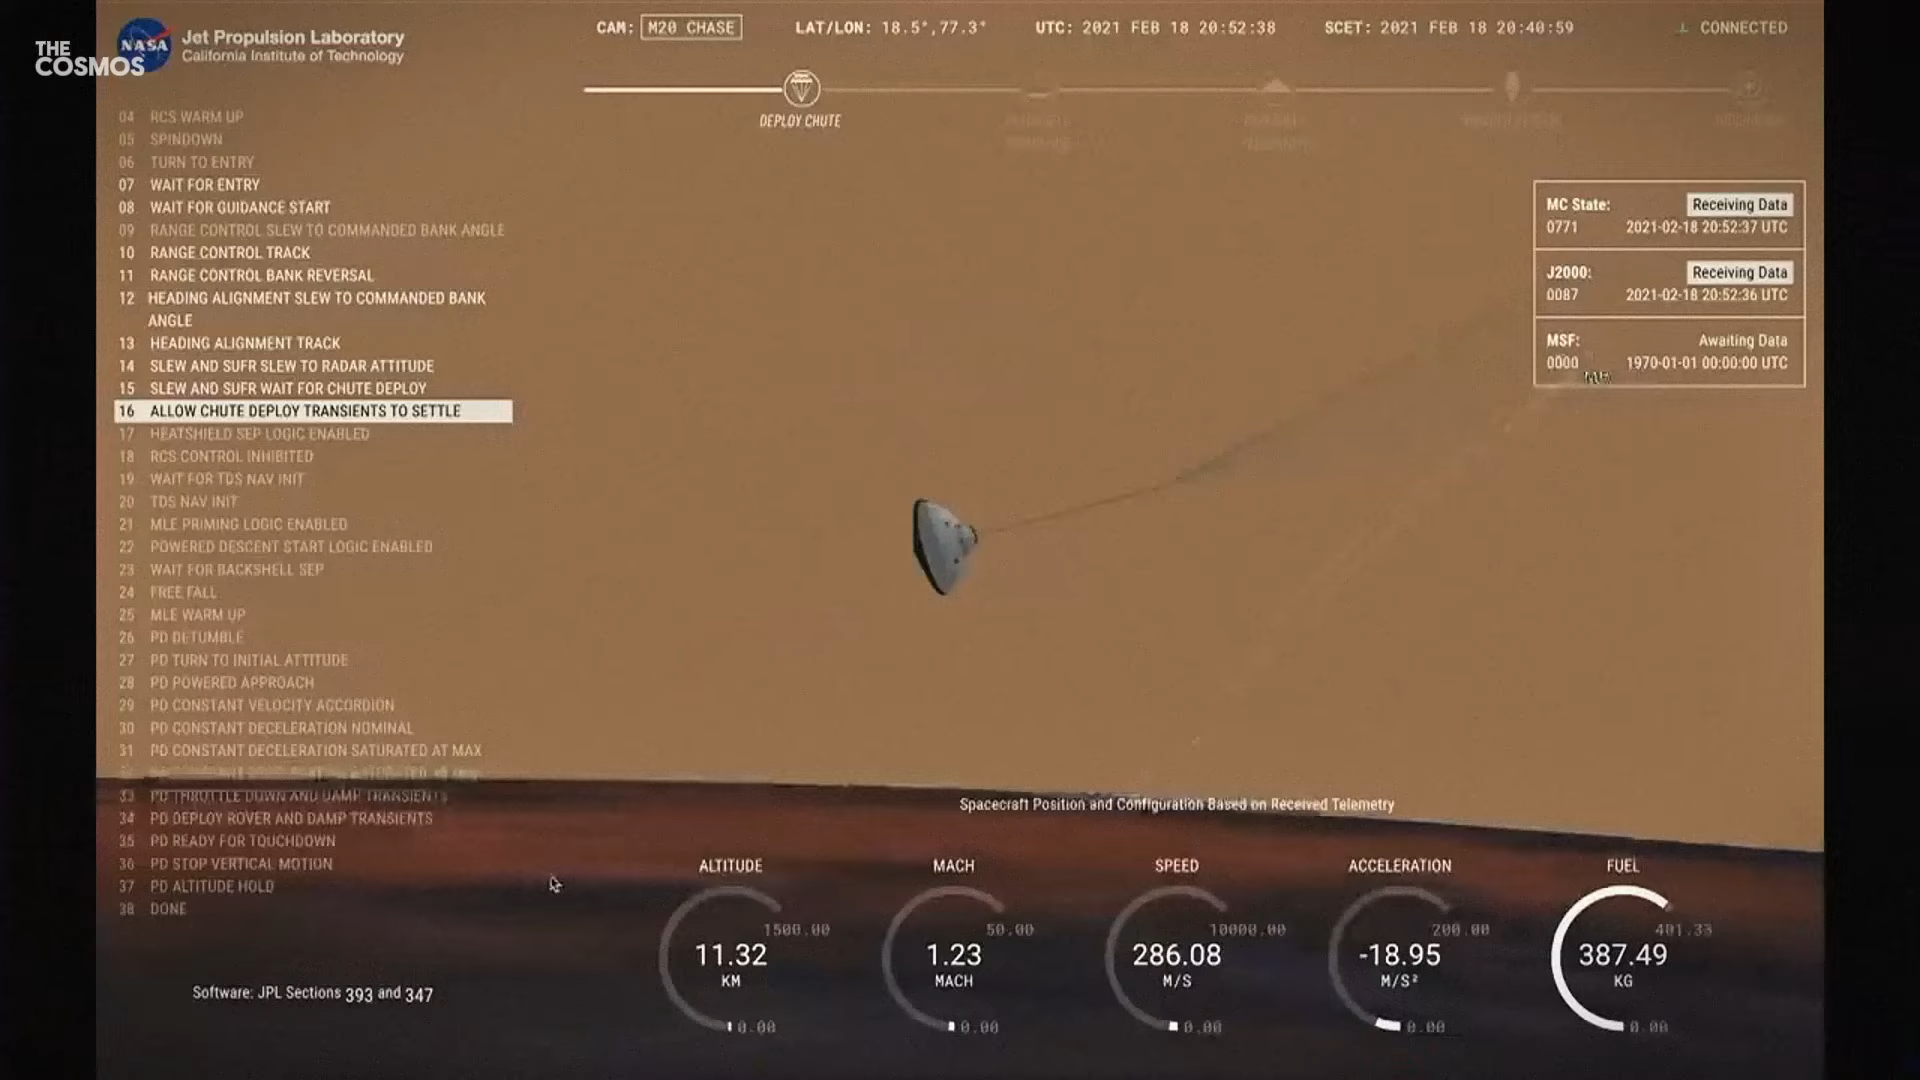 THE
COSMOS
NASA
Jet Propulsion Laboratory
California Institute of Technology
CAM: M20 CHASE
LAT/LON: 18.5°,77.3°
UTC: 2021 FEB 18 20:52:38
SCET: 2021 FEB 18 20:40:59
CONNECTED
DEPLOY CHUTE
04 RCS WARM UP
05 SPINDOWN
06 TURN TO ENTRY
07 WAIT FOR ENTRY
08 WAIT FOR GUIDANCE START
09 RANGE CONTROL SLEW TO COMMANDED BANK ANGLE
10 RANGE CONTROL TRACK
11 RANGE CONTROL BANK REVERSAL
12 HEADING ALIGNMENT SLEW TO COMMANDED BANK
ANGLE
13 HEADING ALIGNMENT TRACK
14 SLEW AND SUFR SLEW TO RADAR ATTITUDE
15 SLEW AND SUFR WAIT FOR CHUTE DEPLOY
16 ALLOW CHUTE DEPLOY TRANSIENTS TO SETTLE
17 HEATSHIELD SEP LOGIC ENABLED
18 RCS CONTROL INHIBITED
19 WAIT FOR TDS NAV INIT
20 TDS NAV INIT
21 MLE PRIMING LOGIC ENABLED
22 POWERED DESCENT START LOGIC ENABLED
23 WAIT FOR BACKSHELL SEP
24 FREE FALL
25 MLE WARM UP
26 PD DETUMBLE
27 PD TURN TO INITIAL ATTITUDE
28 PD POWERED APPROACH
29 PD CONSTANT VELOCITY ACCORDION
30 PD CONSTANT DECELERATION NOMINAL
31 PD CONSTANT DECELERATION SATURATED AT MAX
33 PD THROTTLE DOWN AND DAMP TRANSIENTS
34 PD DEPLOY ROVER AND DAMP TRANSIENTS
35 PD READY FOR TOUCHDOWN
36 PD STOP VERTICAL MOTION
37 PD ALTITUDE HOLD
38 DONE
Software: JPL Sections 393 and 347
MC State: Receiving Data
0771 2021-02-18 20:52:37 UTC
J2000: Receiving Data
0087 2021-02-18 20:52:36 UTC
MSF: Awaiting Data
0000 1970-01-01 00:00:00 UTC
Spacecraft Position and Configuration Based on Received Telemetry
ALTITUDE
1500.00
11.32
KM
0.00
MACH
50.00
1.23
MACH
0.00
SPEED
10000.00
286.08
M/S
0.00
ACCELERATION
200.00
-18.95
M/S²
0.00
FUEL
401.33
387.49
KG
0.00